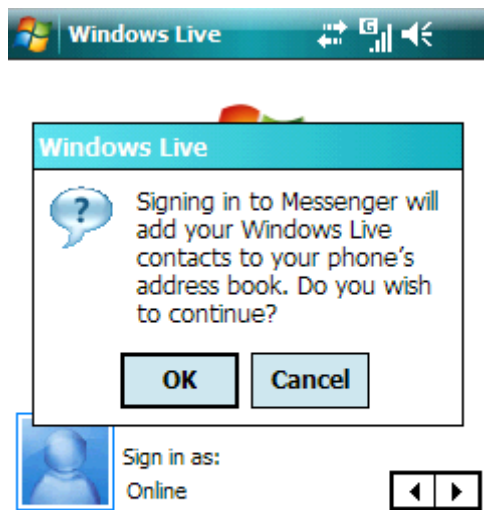 Windows Live
G
Windows Live
?
Signing in to Messenger will
add your Windows Live
contacts to your phone's
address book. Do you wish
to continue?
OK Cancel
Sign in as:
Online